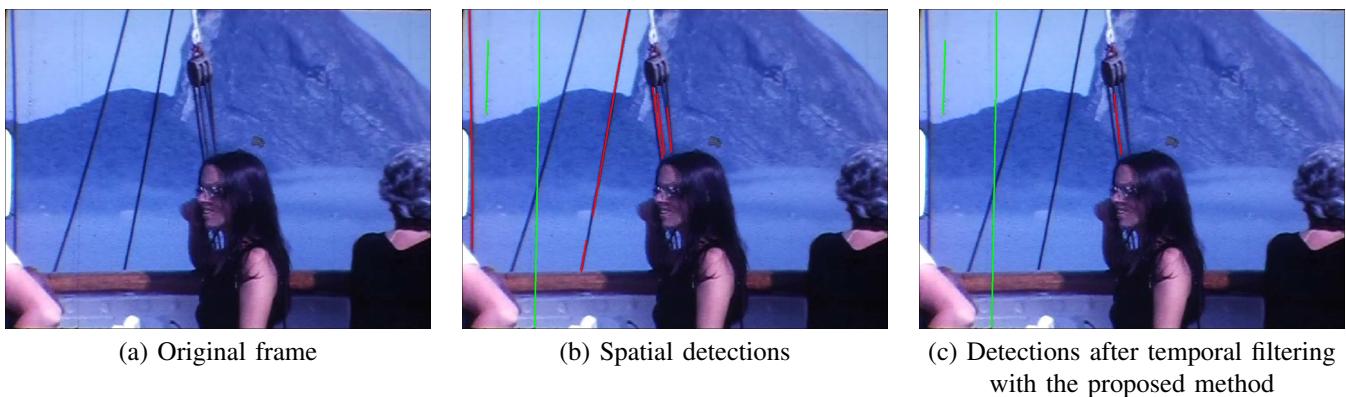 (a) Original frame
(b) Spatial detections
(c) Detections after temporal filtering
with the proposed method